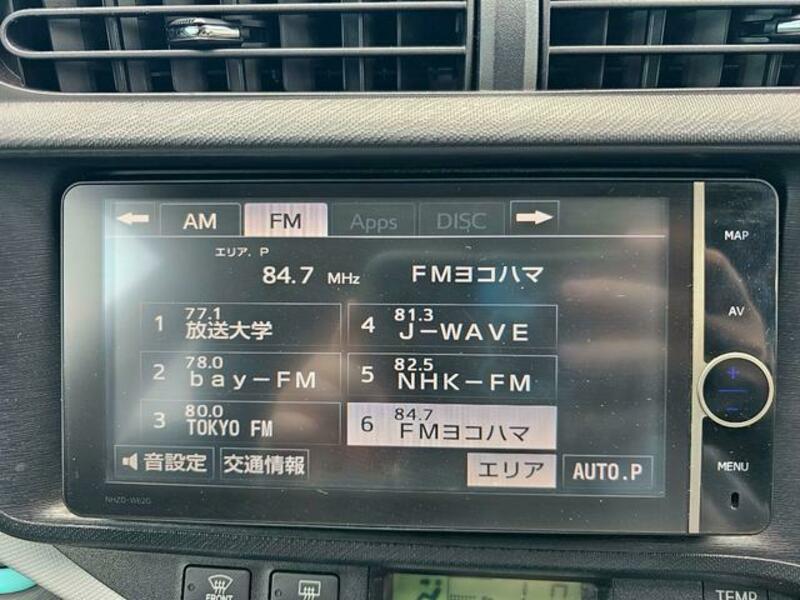 AM FM Apps DISC
エリア. P
84.7 MHz FMヨコハマ
1 77.1 放送大学
4 81.3 J-WAVE
2 78.0 bay-FM
5 82.5 NHK-FM
3 80.0 TOKYO FM
6 84.7 FMヨコハマ
音設定 交通情報 エリア AUTO.P
NHZD-W62G
MAP
AV
+
-
MENU
FRONT
TEMP